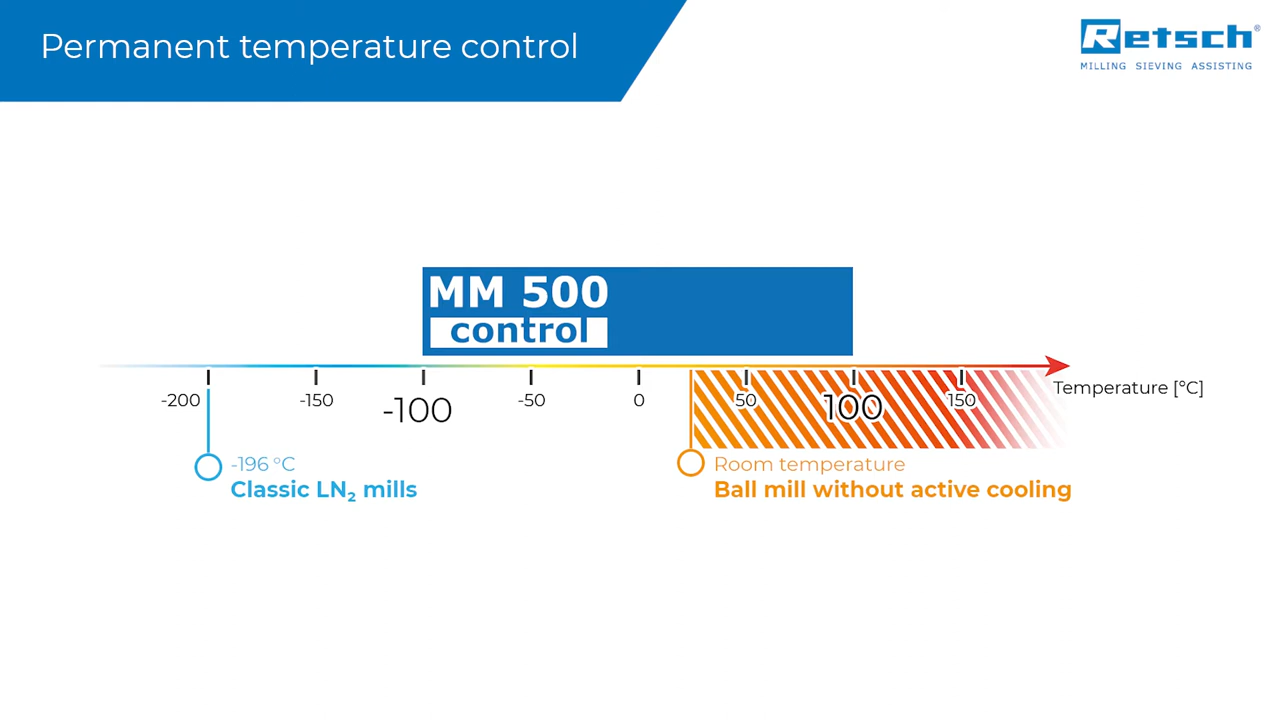 Permanent temperature control
Retsch®
MILLING SIEVING ASSISTING
MM 500
control
-200
-150
-100
-50
0
50
100
150
Temperature [°C]
-196 °C
Classic LN₂ mills
Room temperature
Ball mill without active cooling